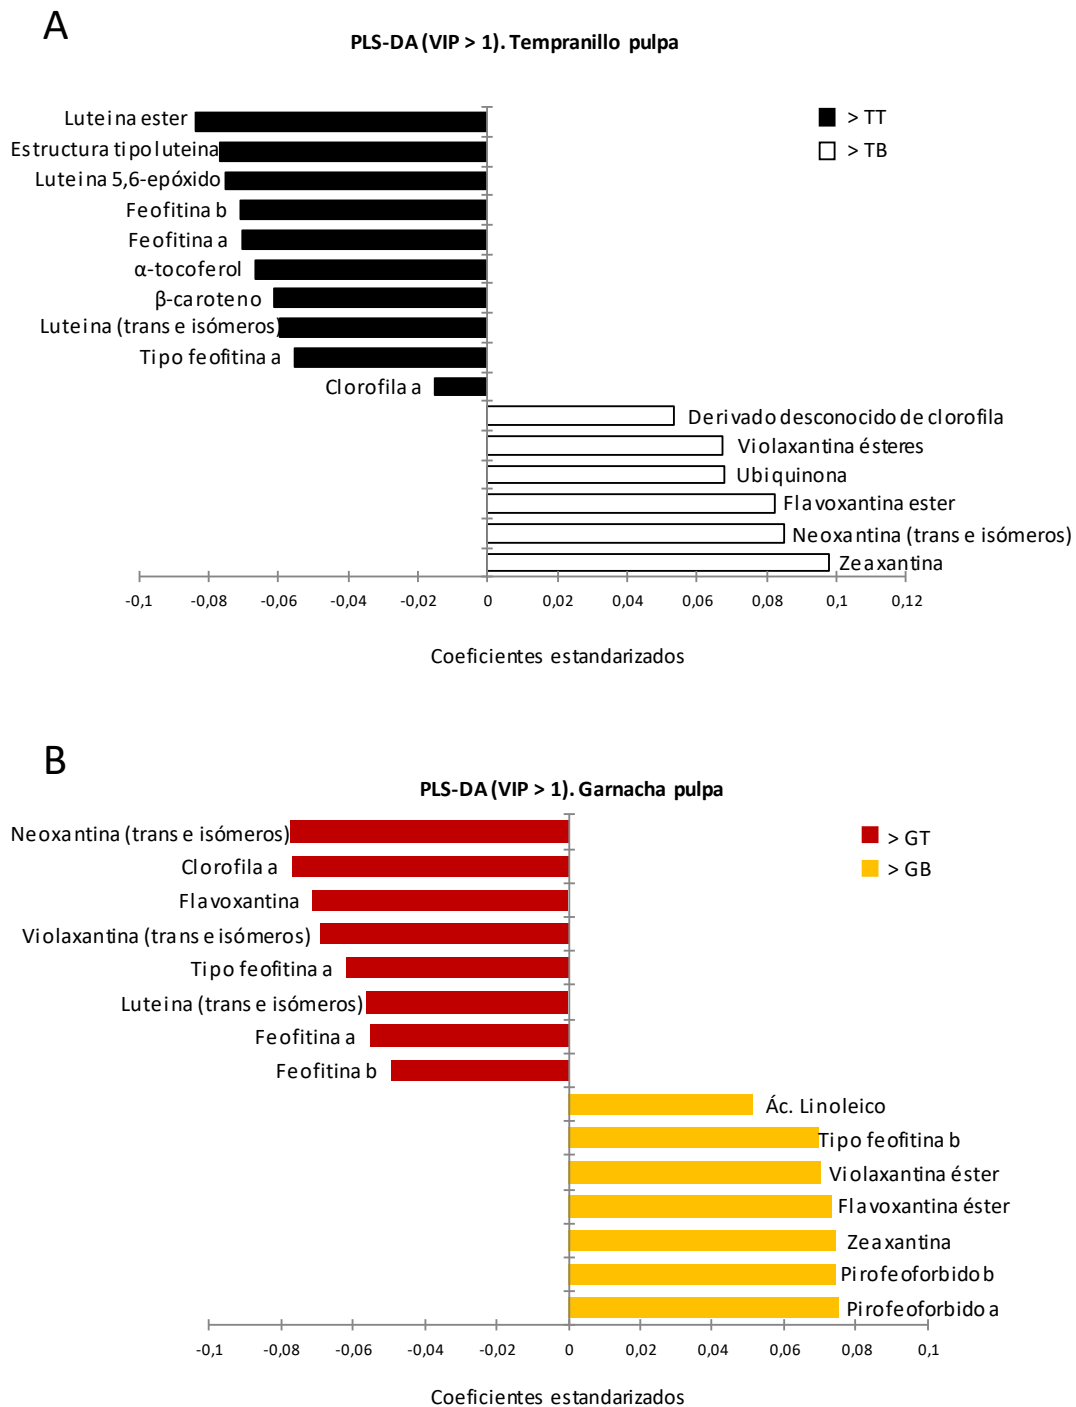 A
PLS-DA (VIP > 1). Tempranillo pulpa
> TT
> TB
Luteina ester
Estructura tipo luteina
Luteina 5,6-epóxido
Feofitina b
Feofitina a
α-tocoferol
β-caroteno
Luteina (trans e isómeros)
Tipo feofitina a
Clorofila a
Derivado desconocido de clorofila
Violaxantina ésteres
Ubiquinona
Flavoxantina ester
Neoxantina (trans e isómeros)
Zeaxantina
-0,1 -0,08 -0,06 -0,04 -0,02 0 0,02 0,04 0,06 0,08 0,1 0,12
Coeficientes estandarizados
B
PLS-DA (VIP > 1). Garnacha pulpa
> GT
> GB
Neoxantina (trans e isómeros)
Clorofila a
Flavoxantina
Violaxantina (trans e isómeros)
Tipo feofitina a
Luteina (trans e isómeros)
Feofitina a
Feofitina b
Ác. Linoleico
Tipo feofitina b
Violaxantina éster
Flavoxantina éster
Zeaxantina
Pirofeoforbido b
Pirofeoforbido a
-0,1 -0,08 -0,06 -0,04 -0,02 0 0,02 0,04 0,06 0,08 0,1
Coeficientes estandarizados